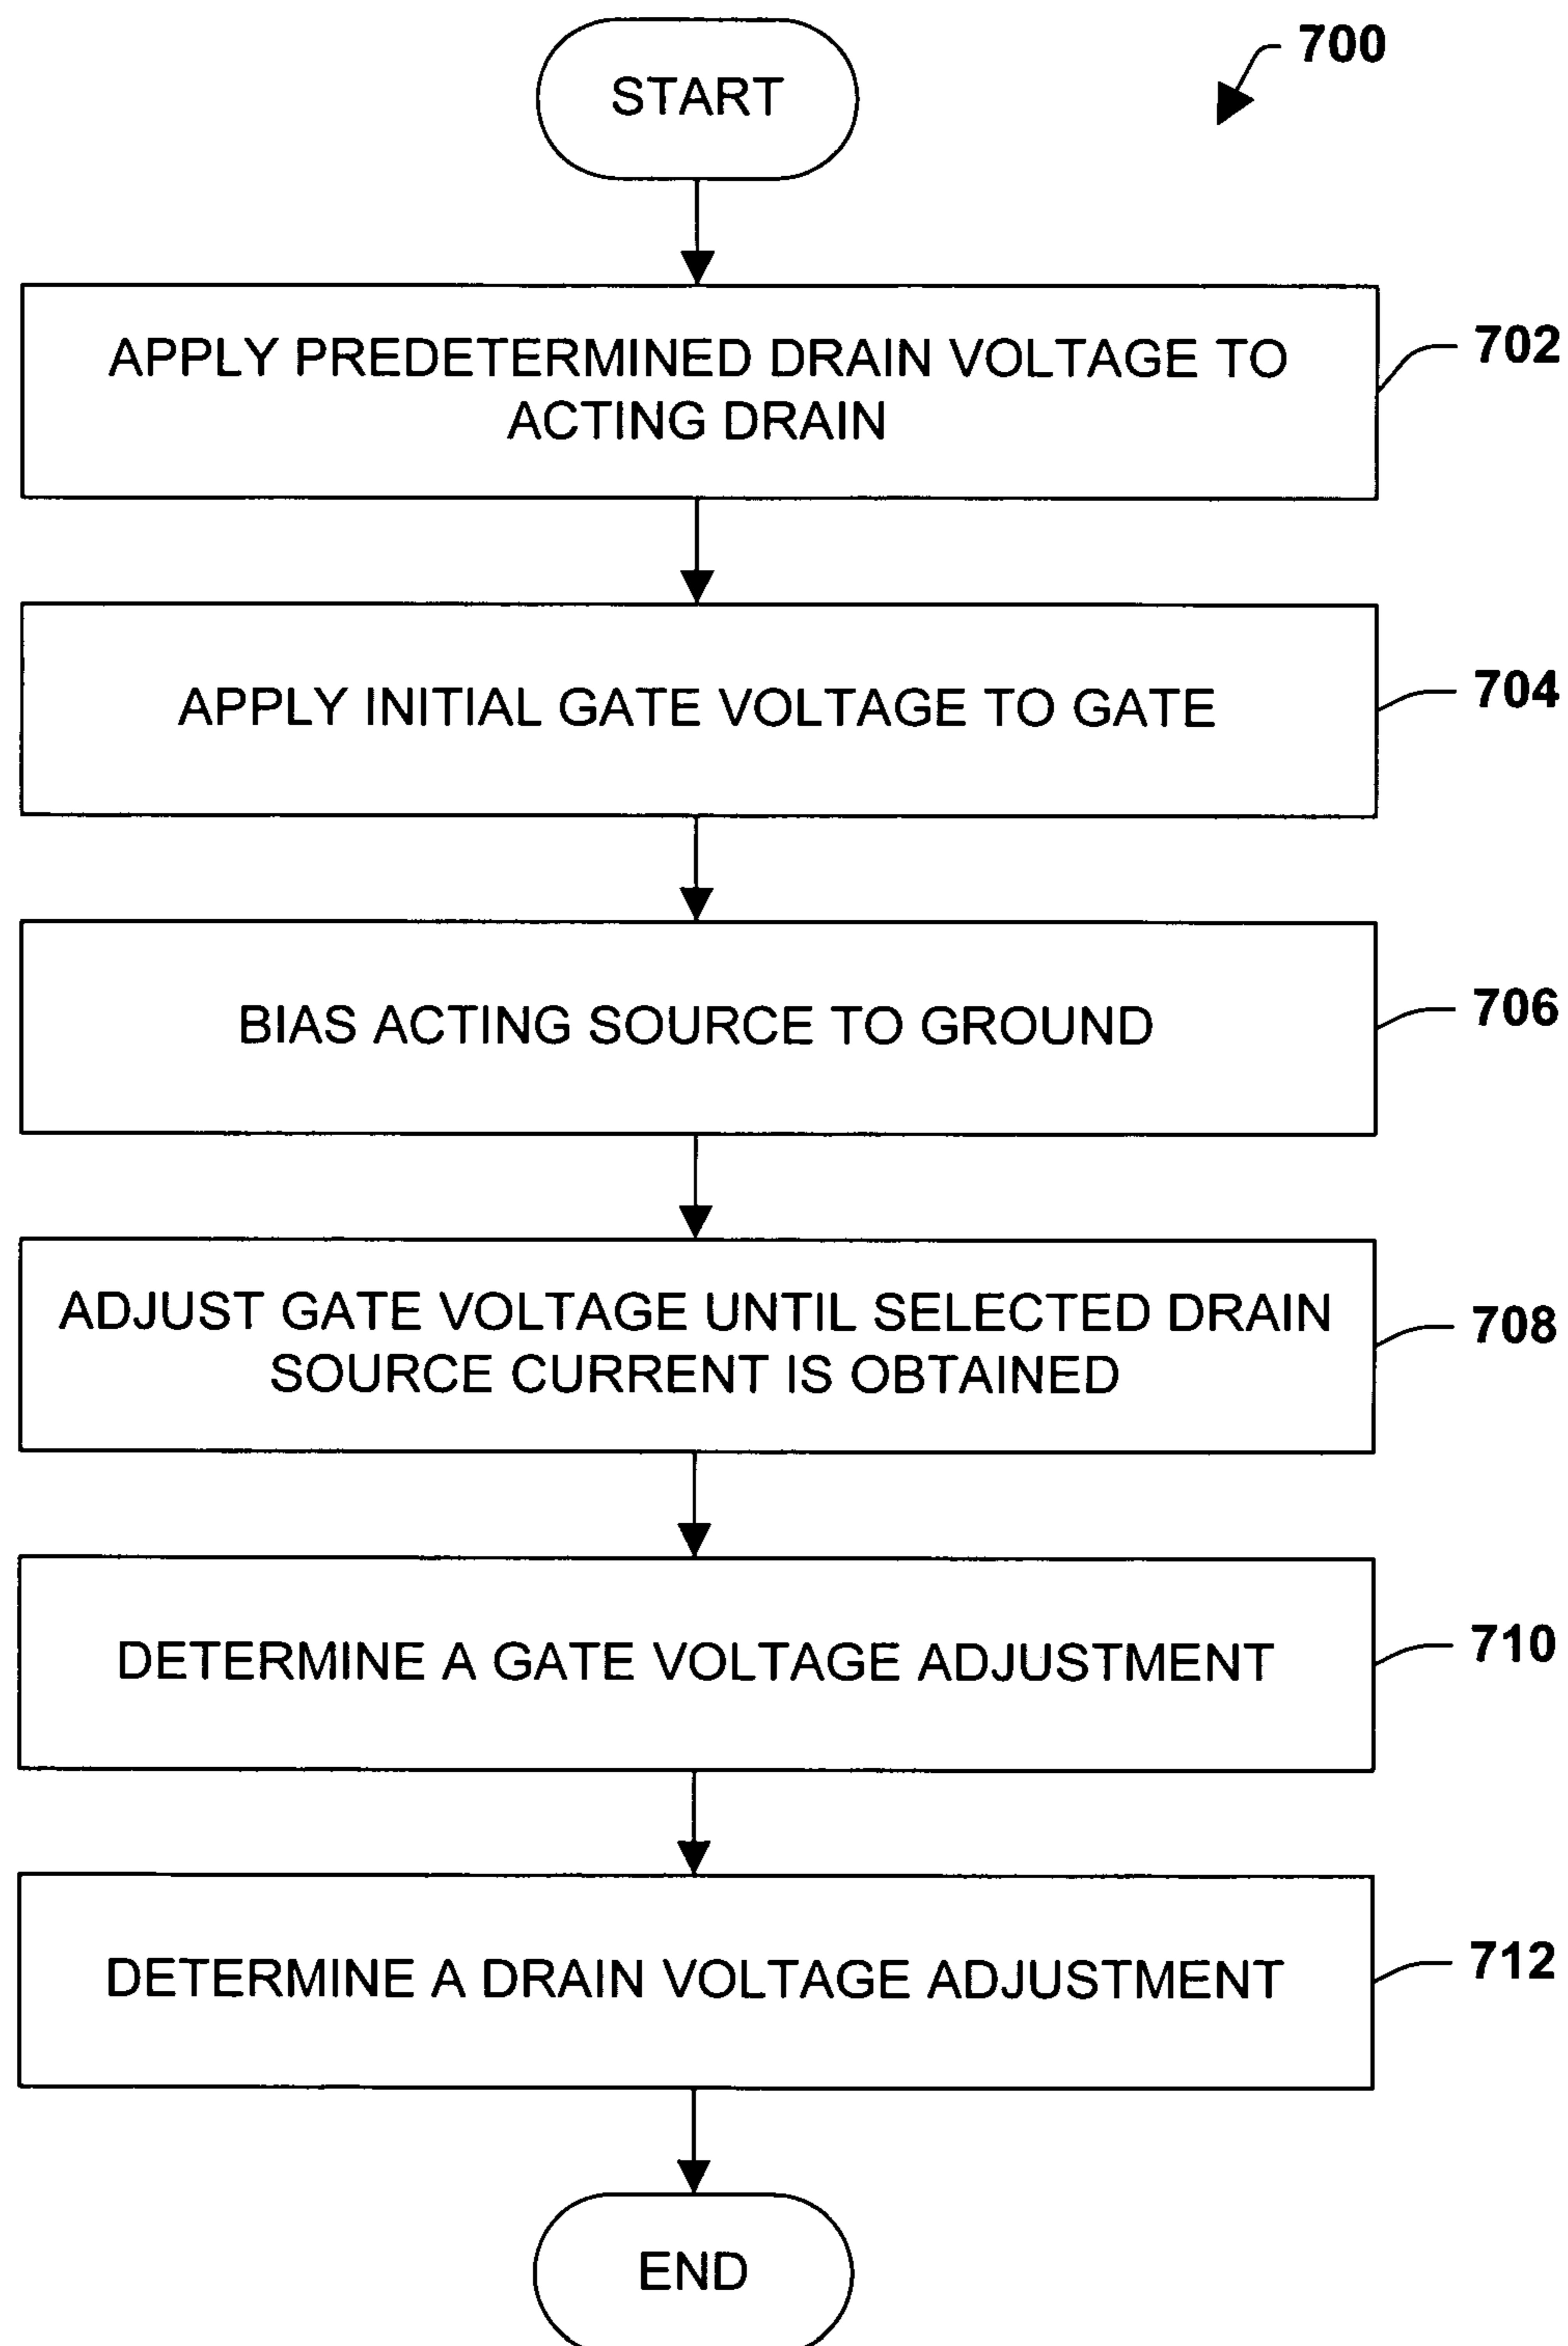 700
START
APPLY PREDETERMINED DRAIN VOLTAGE TO
ACTING DRAIN
702
APPLY INITIAL GATE VOLTAGE TO GATE
704
BIAS ACTING SOURCE TO GROUND
706
ADJUST GATE VOLTAGE UNTIL SELECTED DRAIN
SOURCE CURRENT IS OBTAINED
708
DETERMINE A GATE VOLTAGE ADJUSTMENT
710
DETERMINE A DRAIN VOLTAGE ADJUSTMENT
712
END